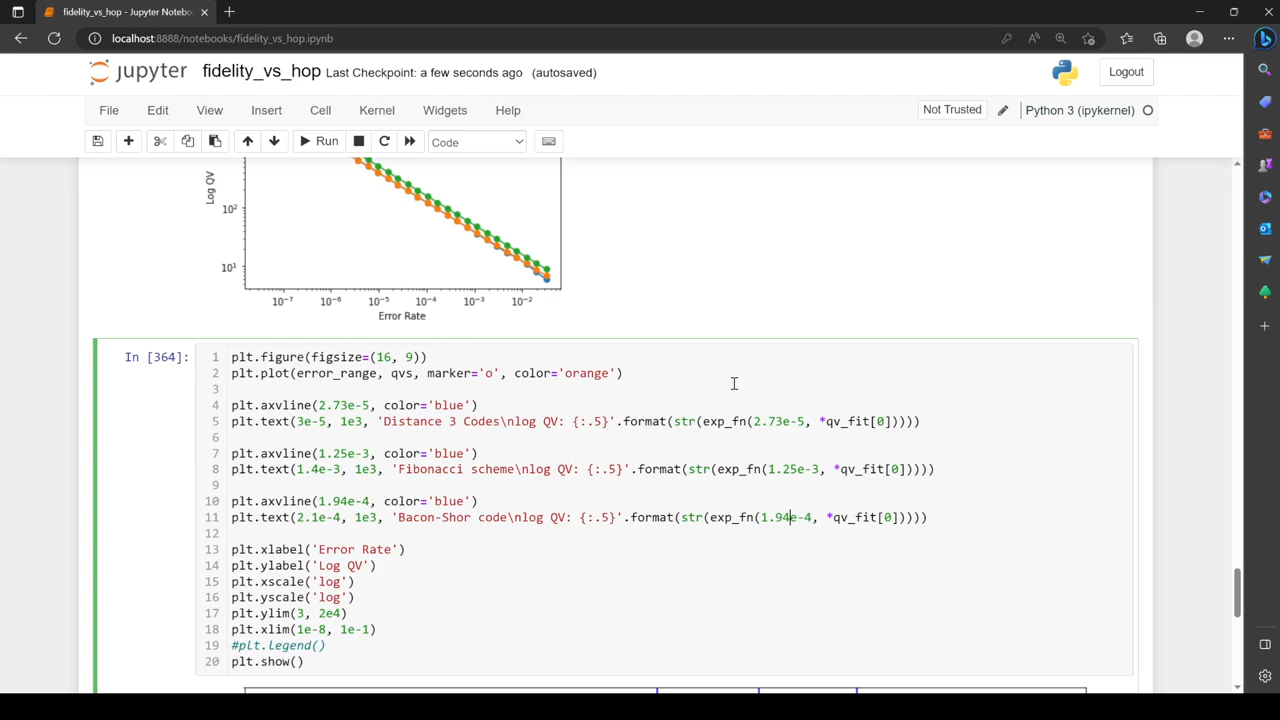 fidelity_vs_hop - Jupyter Notebo
localhost:8888/notebooks/fidelity_vs_hop.ipynb
jupyter fidelity_vs_hop Last Checkpoint: a few seconds ago (autosaved)
Logout
File Edit View Insert Cell Kernel Widgets Help
Not Trusted Python 3 (ipykernel)
Run Code
Log QV
10²
10¹
10⁻⁷ 10⁻⁶ 10⁻⁵ 10⁻⁴ 10⁻³ 10⁻²
Error Rate
In [364]:
1 plt.figure(figsize=(16, 9))
2 plt.plot(error_range, qvs, marker='o', color='orange')
3
4 plt.axvline(2.73e-5, color='blue')
5 plt.text(3e-5, 1e3, 'Distance 3 Codes\nlog QV: {:.5}'.format(str(exp_fn(2.73e-5, *qv_fit[0]))))
6
7 plt.axvline(1.25e-3, color='blue')
8 plt.text(1.4e-3, 1e3, 'Fibonacci scheme\nlog QV: {:.5}'.format(str(exp_fn(1.25e-3, *qv_fit[0]))))
9
10 plt.axvline(1.94e-4, color='blue')
11 plt.text(2.1e-4, 1e3, 'Bacon-Shor code\nlog QV: {:.5}'.format(str(exp_fn(1.94e-4, *qv_fit[0]))))
12
13 plt.xlabel('Error Rate')
14 plt.ylabel('Log QV')
15 plt.xscale('log')
16 plt.yscale('log')
17 plt.ylim(3, 2e4)
18 plt.xlim(1e-8, 1e-1)
19 #plt.legend()
20 plt.show()